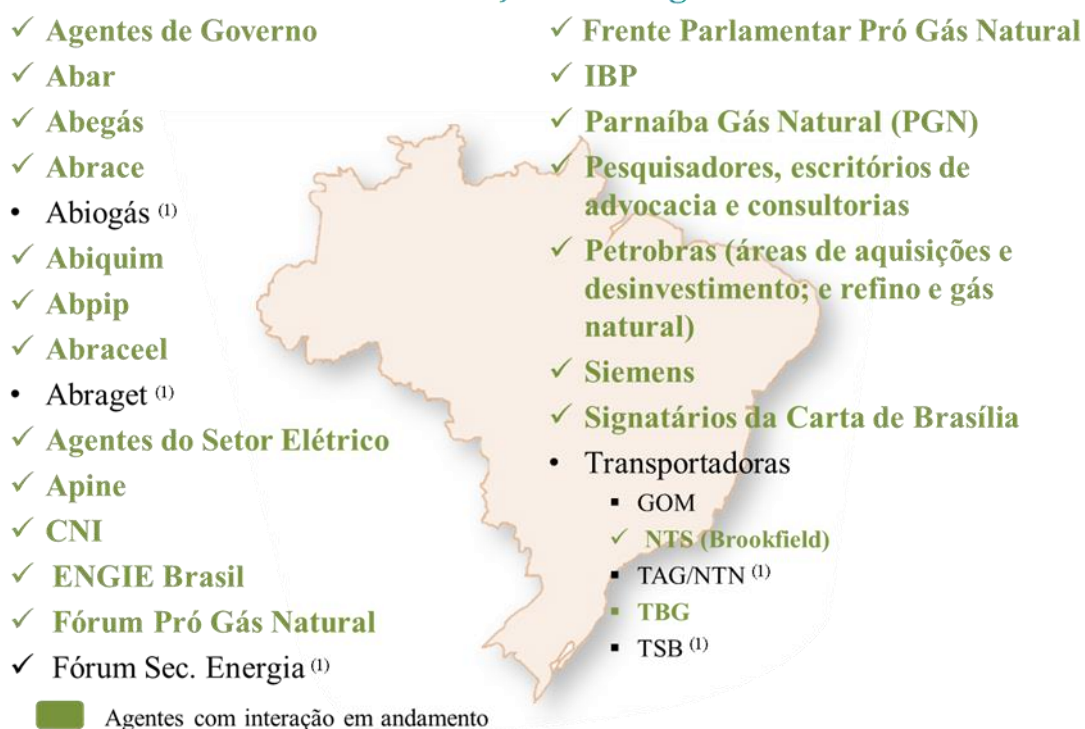 ✓ Agentes de Governo
✓ Abar
✓ Abegás
✓ Abrace
• Abiogás (1)
✓ Abiquim
✓ Abpip
✓ Abraceel
• Abraget (1)
✓ Agentes do Setor Elétrico
✓ Apine
✓ CNI
✓ ENGIE Brasil
✓ Fórum Pró Gás Natural
✓ Fórum Sec. Energia (1)
✓ Frente Parlamentar Pró Gás Natural
✓ IBP
✓ Parnaíba Gás Natural (PGN)
✓ Pesquisadores, escritórios de
advocacia e consultorias
✓ Petrobras (áreas de aquisições e
desinvestimento; e refino e gás
natural)
✓ Siemens
✓ Signatários da Carta de Brasília
• Transportadoras
▪ GOM
✓ NTS (Brookfield)
▪ TAG/NTN (1)
▪ TBG
▪ TSB (1)
Agentes com interação em andamento